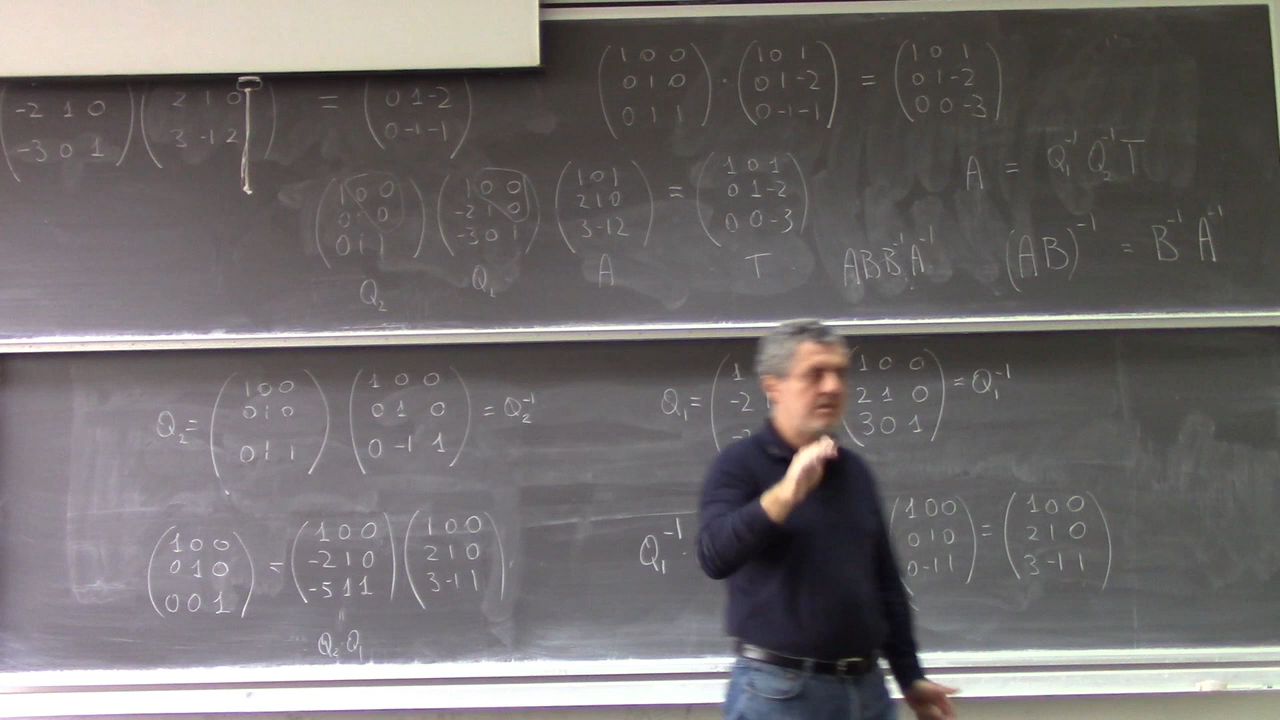 -2 1 0   2 1 0   =   0 1 -2
-3 0 1   3 -1 2   0 -1 -1
1 0 0   1 0 1   1 0 1
0 1 0 · 0 1 -2 = 0 1 -2
0 1 1   0 -1 -1   0 0 -3
1 0 0   1 0 0   1 0 1   1 0 1
0 1 0   -2 1 0   2 1 0 = 0 1 -2
0 1 1   -3 0 1   3 -1 2   0 0 -3
Q₂   Q₁   A   T
A = Q₁⁻¹ Q₂⁻¹ T
ABB⁻¹A⁻¹   (AB)⁻¹ = B⁻¹ A⁻¹
1 0 0   1 0 0
Q₂ = 0 1 0   0 1 0 = Q₂⁻¹
0 1 1   0 -1 1
1   1 0 0
Q₁ = -2   2 1 0 = Q₁⁻¹
3 0 1
1 0 0   1 0 0   1 0 0
0 1 0 = -2 1 0   2 1 0
0 0 1   -5 1 1   3 -1 1
"
Q₂·Q₁
1 0 0   1 0 0
Q₁⁻¹ ·   0 1 0 = 2 1 0
0 -1 1   3 -1 1